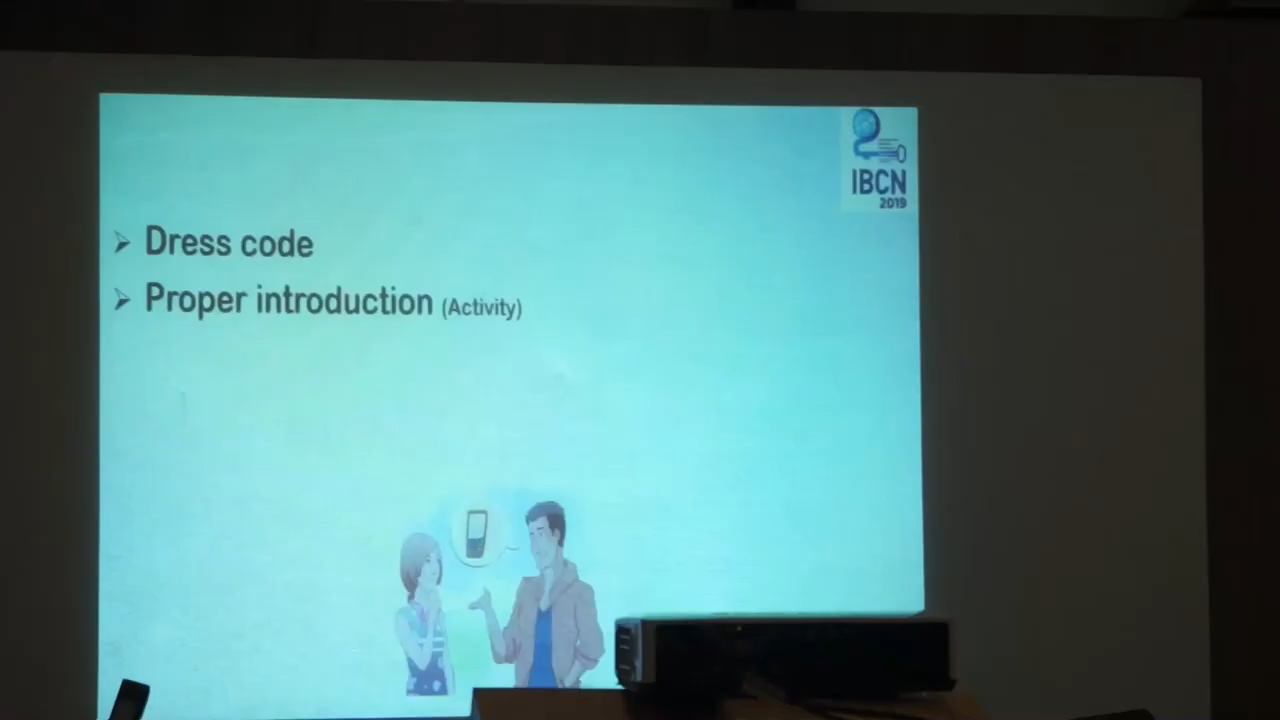 IBCN
2019
➢ Dress code
➢ Proper introduction (Activity)